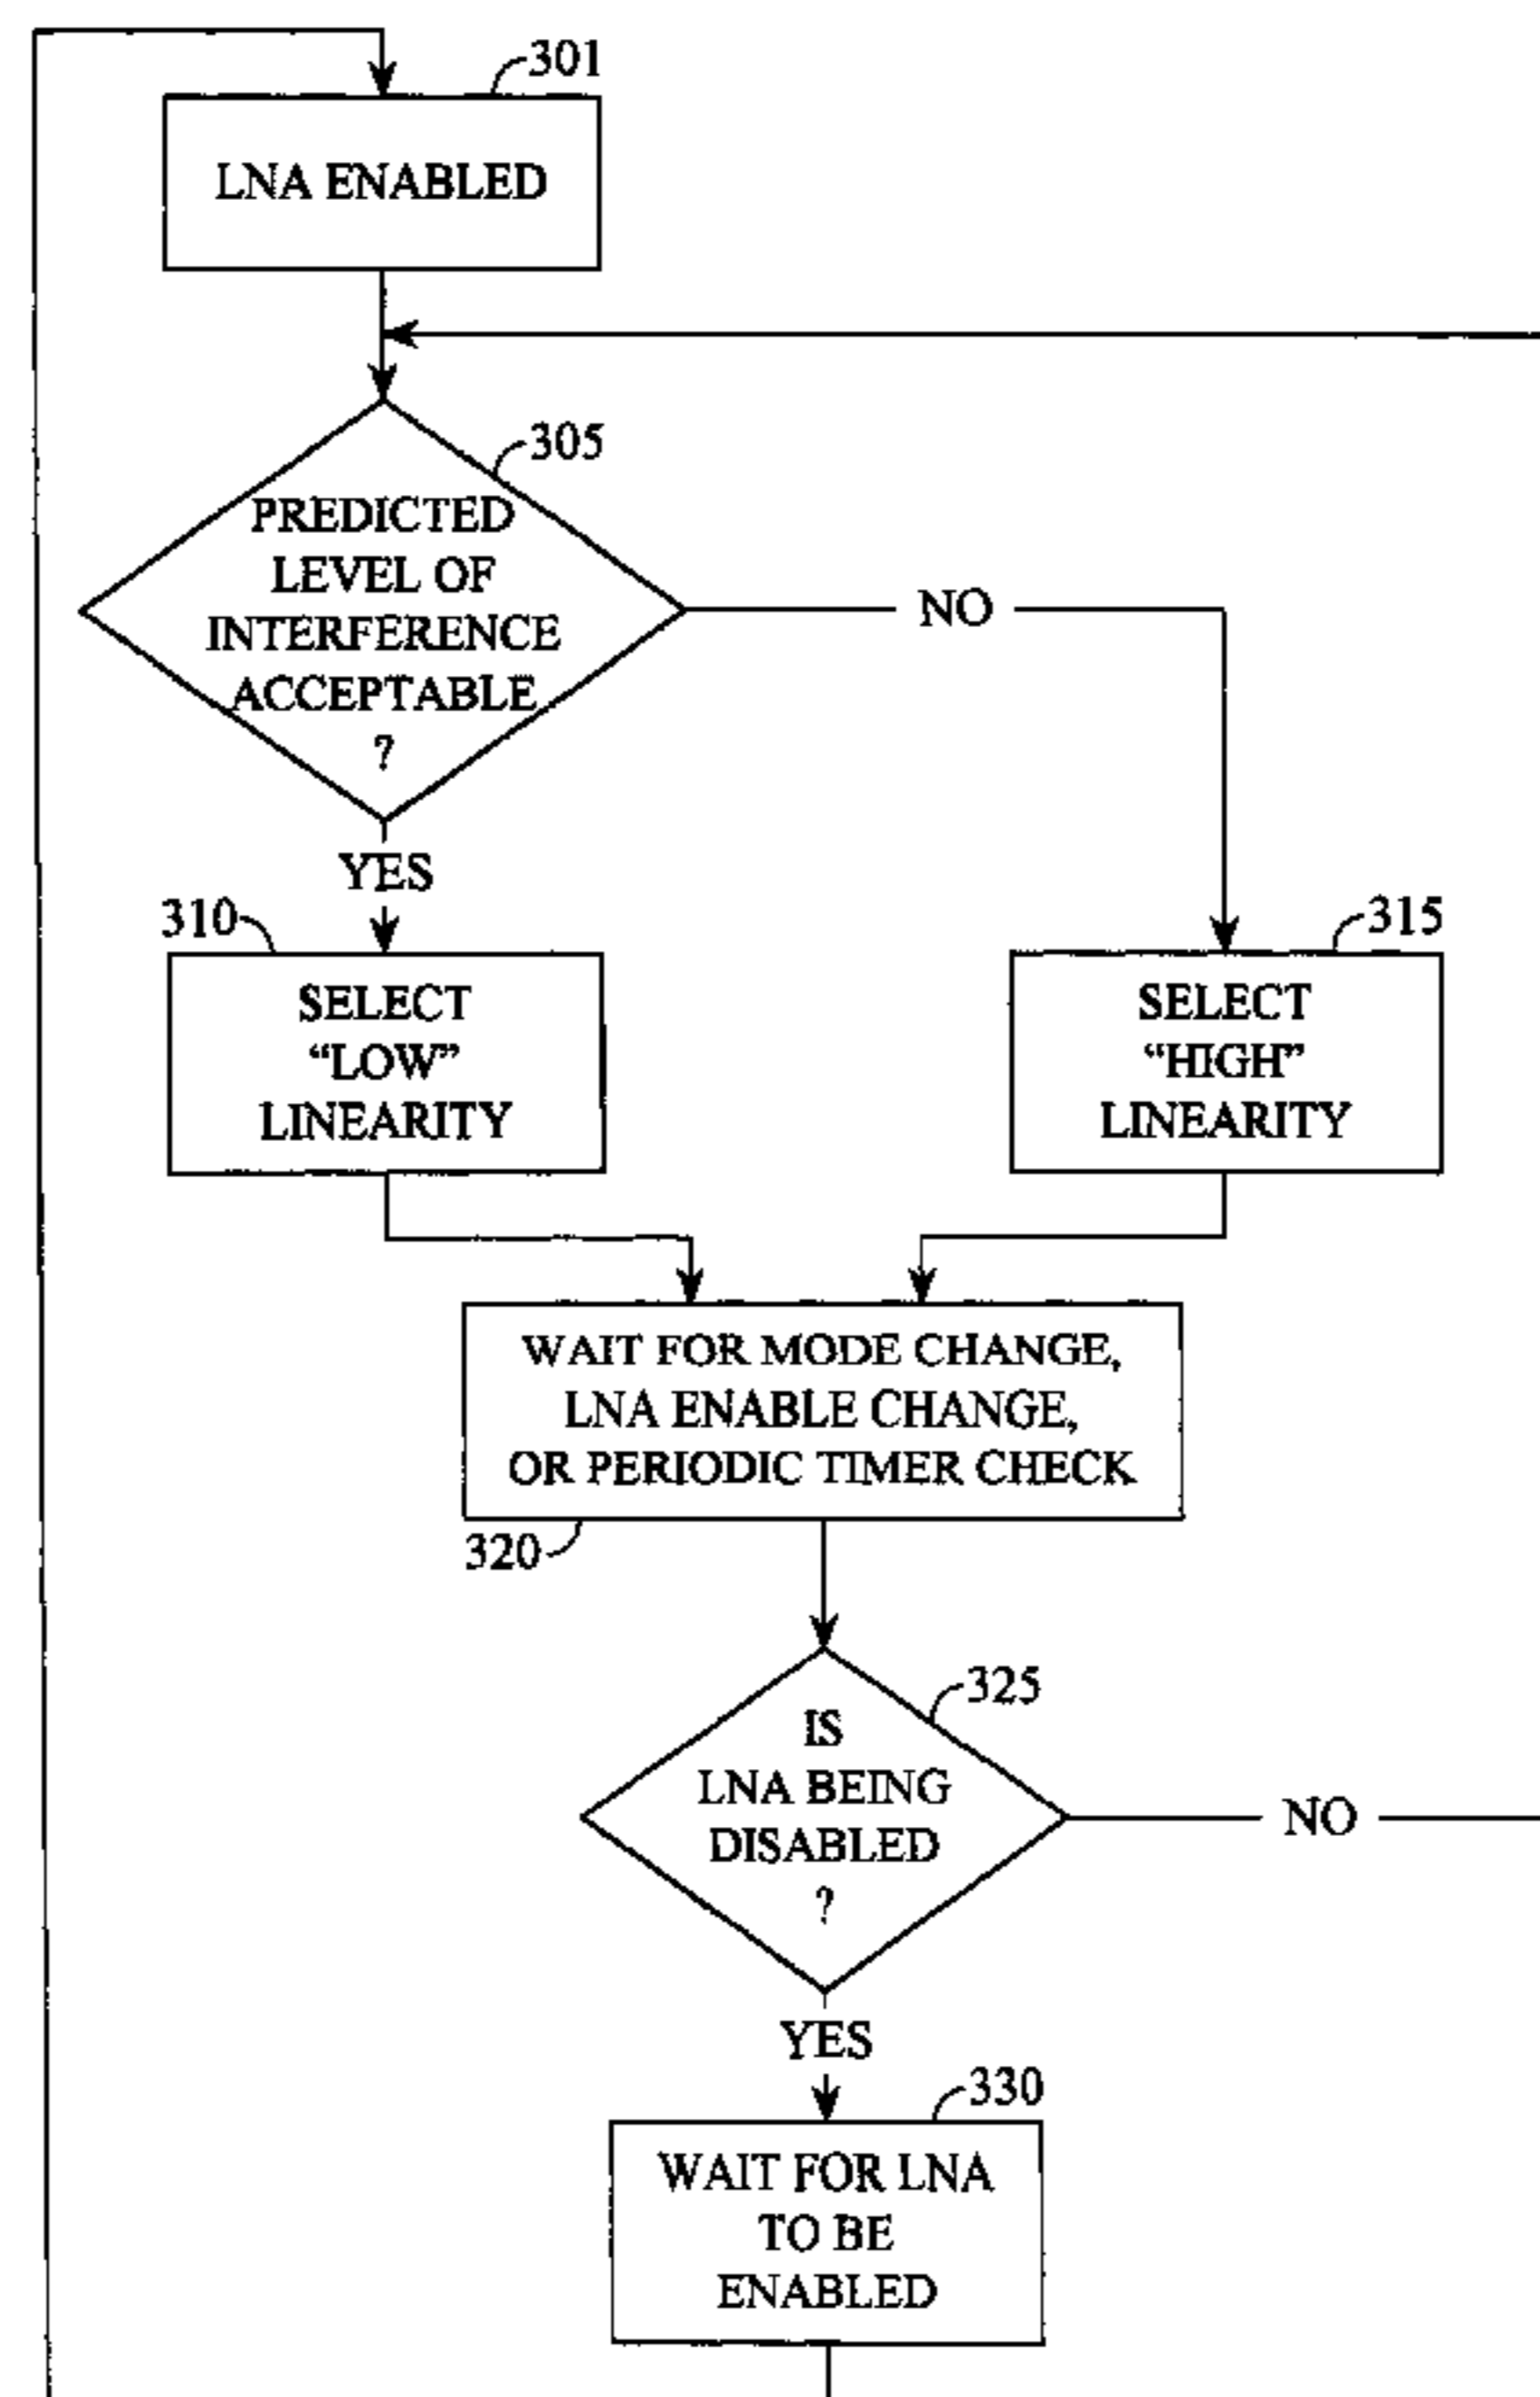 301
LNA ENABLED
305
PREDICTED
LEVEL OF
INTERFERENCE
ACCEPTABLE
?
NO
YES
310
SELECT
“LOW”
LINEARITY
315
SELECT
“HIGH”
LINEARITY
WAIT FOR MODE CHANGE,
LNA ENABLE CHANGE,
OR PERIODIC TIMER CHECK
320
325
IS
LNA BEING
DISABLED
?
NO
YES
330
WAIT FOR LNA
TO BE
ENABLED